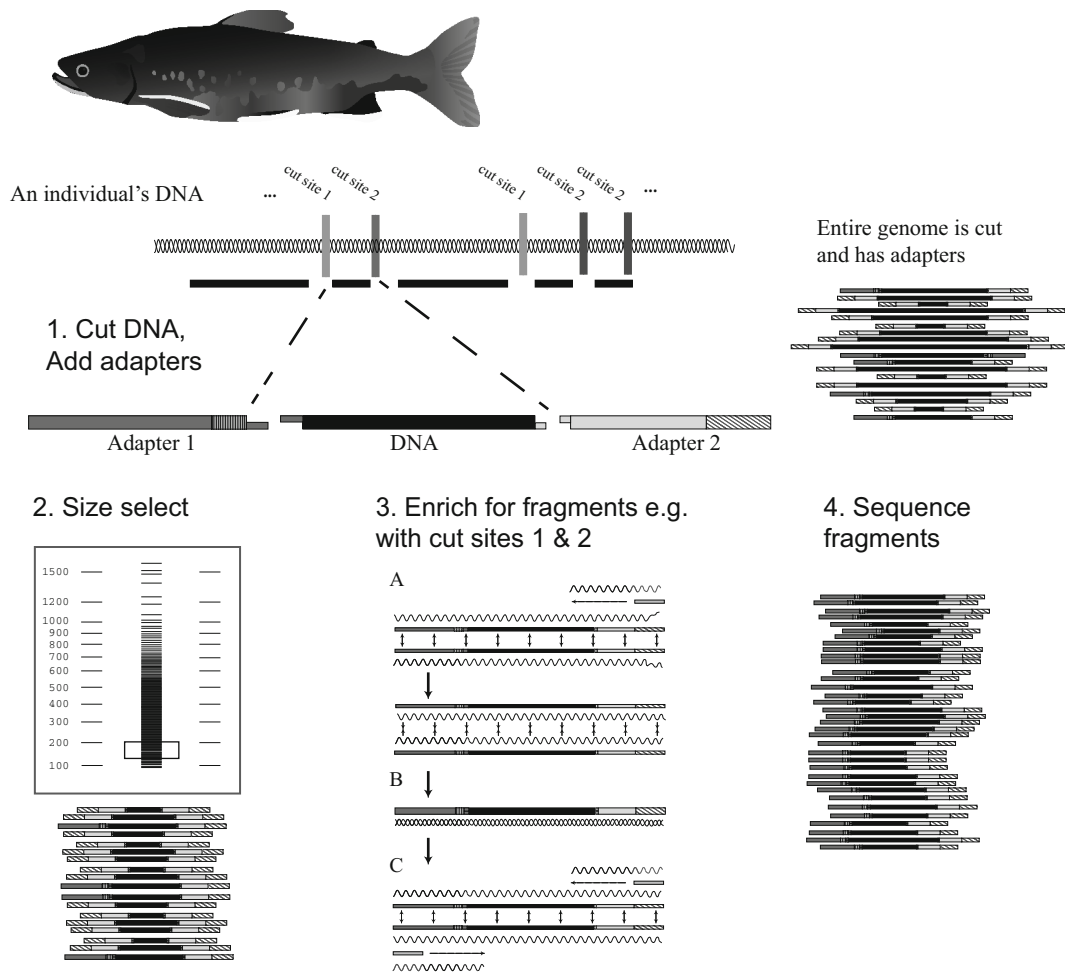 An individual's DNA
...
cut site 1
cut site 2
cut site 1
cut site 2
cut site 2
...
Entire genome is cut
and has adapters
1. Cut DNA,
Add adapters
Adapter 1
DNA
Adapter 2
2. Size select
1500
1200
1000
900
800
700
600
500
400
300
200
100
3. Enrich for fragments e.g.
with cut sites 1 & 2
A
B
C
4. Sequence
fragments